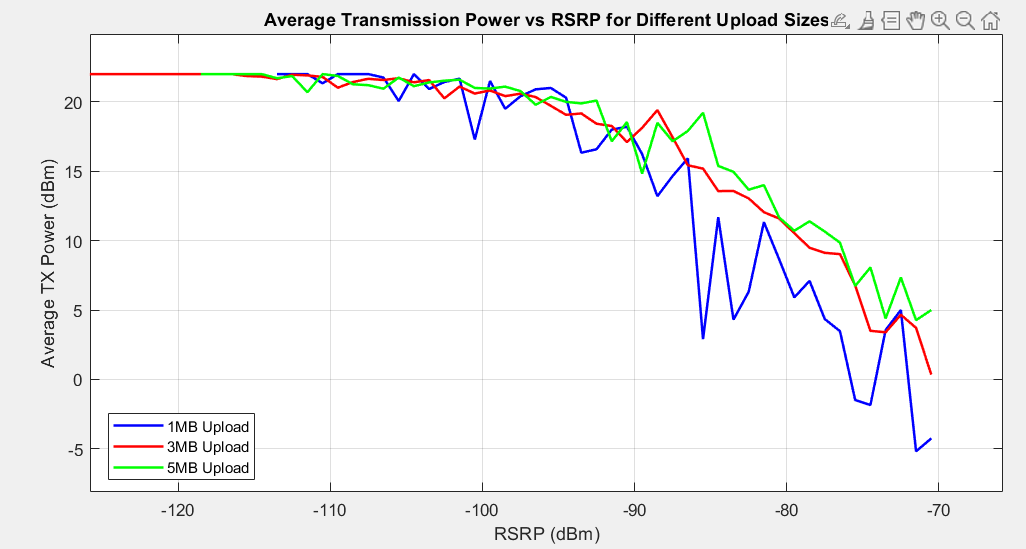 Average Transmission Power vs RSRP for Different Upload Sizes
Average TX Power (dBm)
20
15
10
5
0
-5
1MB Upload
3MB Upload
5MB Upload
-120 -110 -100 -90 -80 -70
RSRP (dBm)